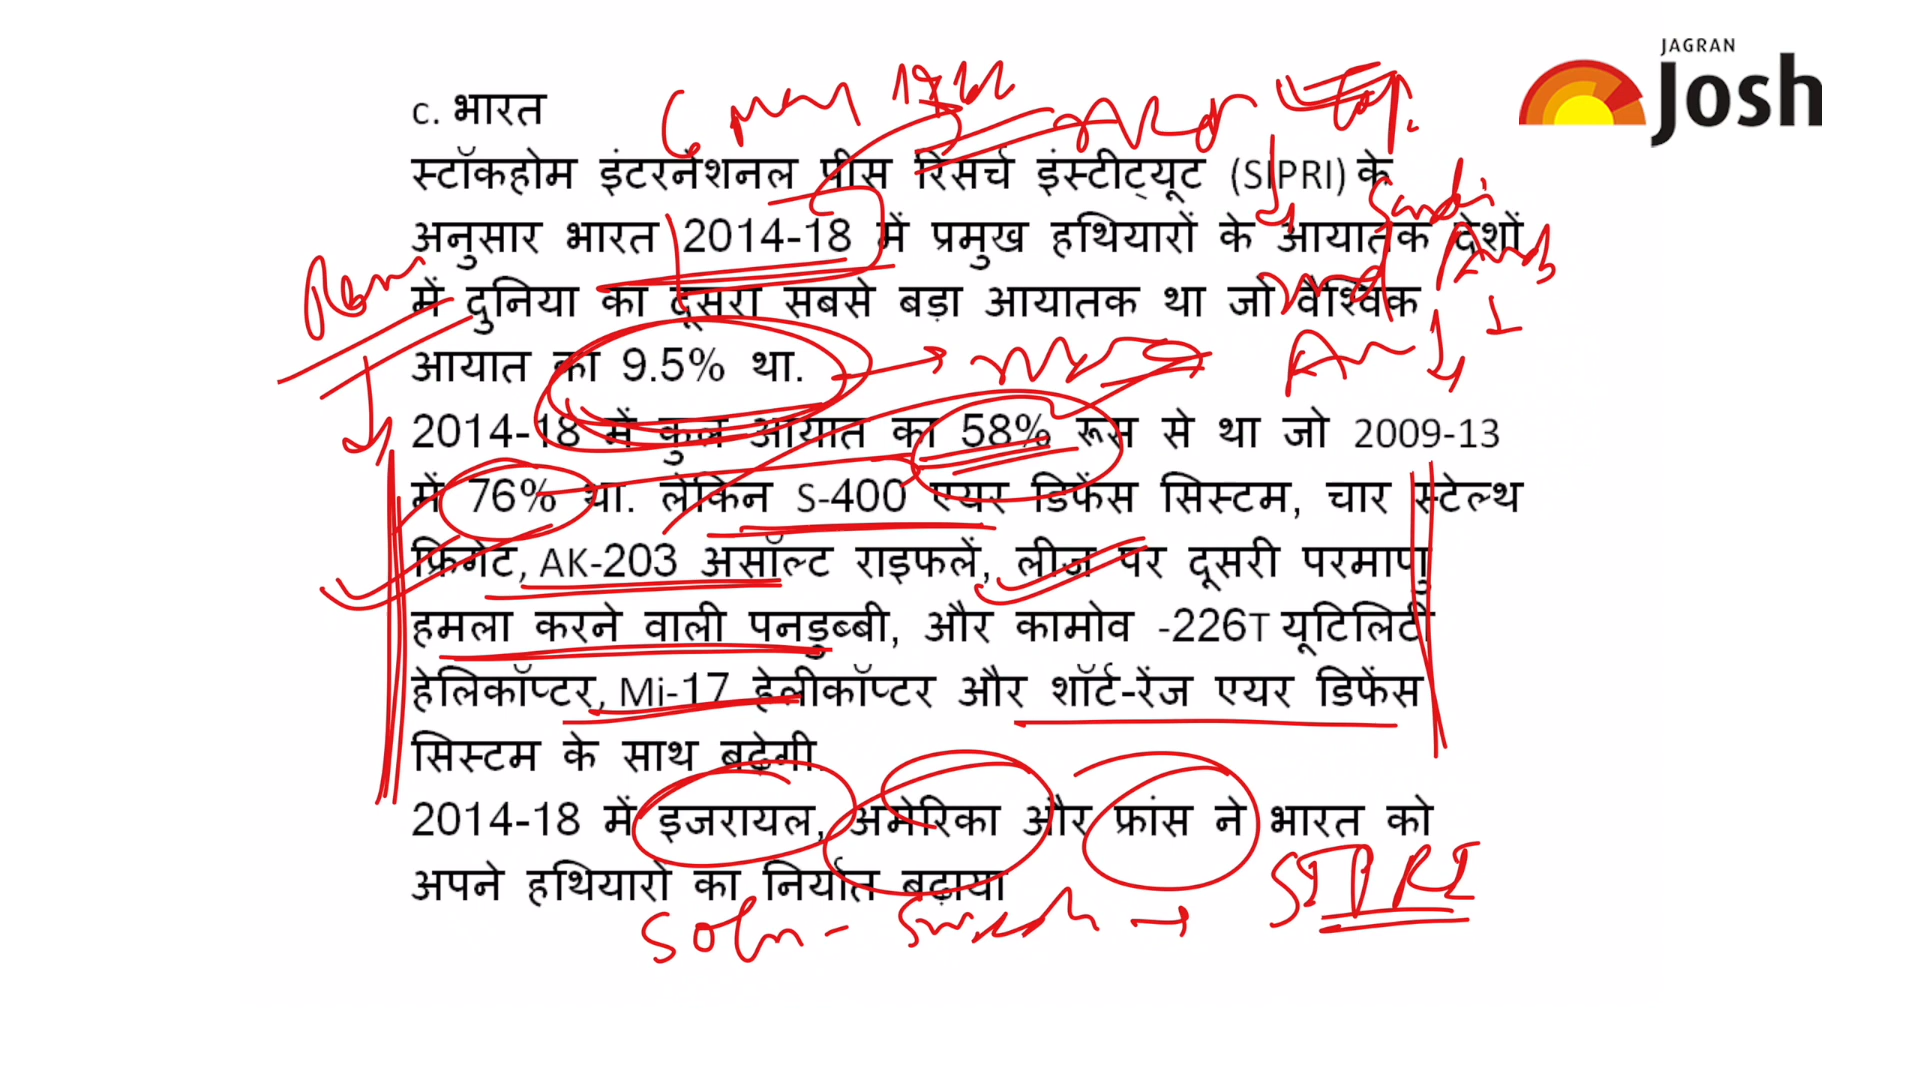 JAGRAN
Josh
c. भारत
स्टॉकहोम इंटरनेशनल पीस रिसर्च इंस्टीट्यूट (SIPRI) के
अनुसार भारत 2014-18 में प्रमुख हथियारों के आयातक देशों
में दुनिया का दूसरा सबसे बड़ा आयातक था जो वैश्विक
आयात का 9.5% था.
2014-18 में कुल आयात का 58% रूस से था जो 2009-13
में 76% था. लेकिन S-400 एयर डिफेंस सिस्टम, चार स्टेल्थ
फ्रिगेट, AK-203 असॉल्ट राइफलें, लीज पर दूसरी परमाणु
हमला करने वाली पनडुब्बी, और कामोव -226T यूटिलिटी
हेलिकॉप्टर, Mi-17 हेलीकॉप्टर और शॉर्ट-रेंज एयर डिफेंस
सिस्टम के साथ बढ़ेगी.
2014-18 में इजरायल, अमेरिका और फ्रांस ने भारत को
अपने हथियारों का निर्यात बढ़ाया
SIPRI